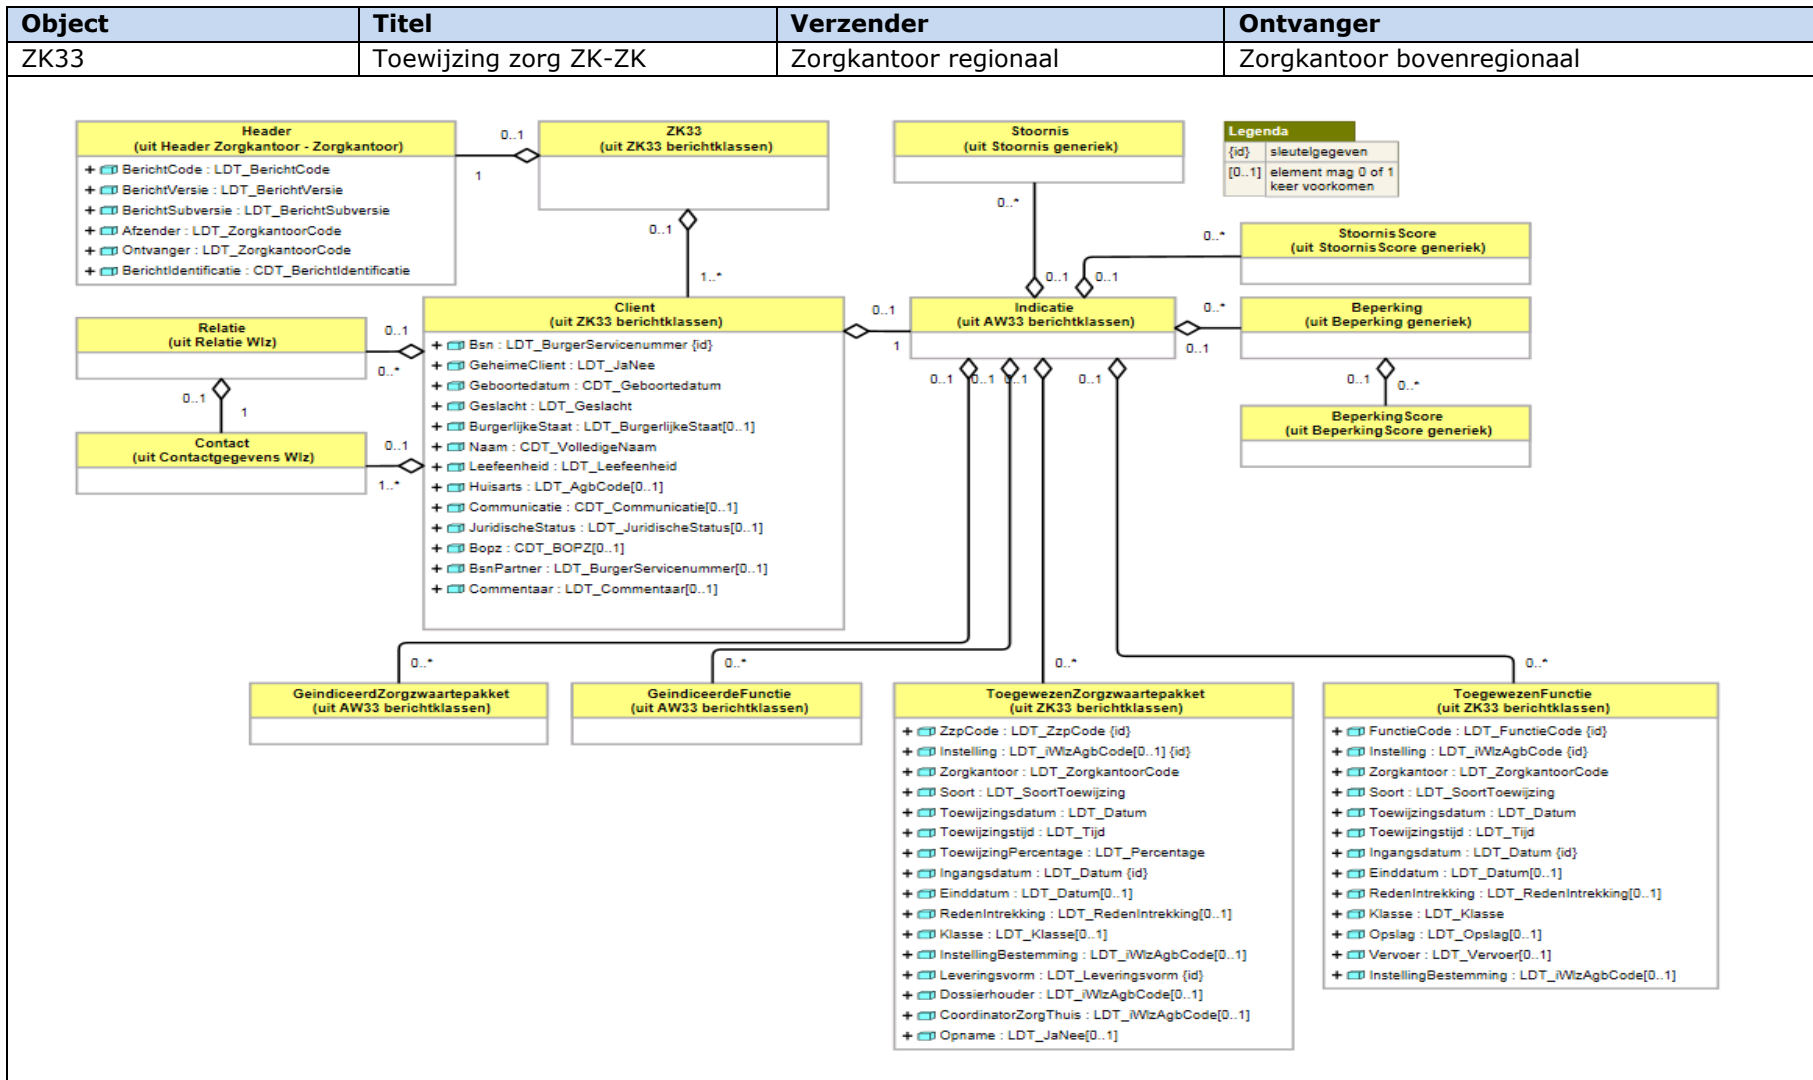 Object Titel Verzender Ontvanger
ZK33 Toewijzing zorg ZK-ZK Zorgkantoor regionaal Zorgkantoor bovenregionaal
Header
(uit Header Zorgkantoor - Zorgkantoor)
+ BerichtCode : LDT_BerichtCode
+ BerichtVersie : LDT_BerichtVersie
+ BerichtSubversie : LDT_BerichtSubversie
+ Afzender : LDT_ZorgkantoorCode
+ Ontvanger : LDT_ZorgkantoorCode
+ BerichtIdentificatie : CDT_BerichtIdentificatie
0..1
1
ZK33
(uit ZK33 berichtklassen)
0..1
1..*
Stoornis
(uit Stoornis generiek)
0..*
0..1
Legenda
{id} sleutelgegeven
[0..1] element mag 0 of 1
keer voorkomen
StoornisScore
(uit StoornisScore generiek)
0..*
0..1
Relatie
(uit Relatie Wlz)
0..1
0..*
0..1
1
Contact
(uit Contactgegevens Wlz)
0..1
1..*
Client
(uit ZK33 berichtklassen)
+ Bsn : LDT_BurgerServicenummer {id}
+ GeheimeClient : LDT_JaNee
+ Geboortedatum : CDT_Geboortedatum
+ Geslacht : LDT_Geslacht
+ BurgerlijkeStaat : LDT_BurgerlijkeStaat[0..1]
+ Naam : CDT_VolledigeNaam
+ Leefeenheid : LDT_Leefeenheid
+ Huisarts : LDT_AgbCode[0..1]
+ Communicatie : CDT_Communicatie[0..1]
+ JuridischeStatus : LDT_JuridischeStatus[0..1]
+ Bopz : CDT_BOPZ[0..1]
+ BsnPartner : LDT_BurgerServicenummer[0..1]
+ Commentaar : LDT_Commentaar[0..1]
0..1
1
Indicatie
(uit AW33 berichtklassen)
0..*
0..1
Beperking
(uit Beperking generiek)
0..1
0..*
BeperkingScore
(uit BeperkingScore generiek)
0..1 0..1 0..1 0..1
0..*
0..*
0..*
0..*
GeindiceerdZorgzwaartepakket
(uit AW33 berichtklassen)
GeindiceerdeFunctie
(uit AW33 berichtklassen)
ToegewezenZorgzwaartepakket
(uit ZK33 berichtklassen)
+ ZzpCode : LDT_ZzpCode {id}
+ Instelling : LDT_iWlzAgbCode[0..1] {id}
+ Zorgkantoor : LDT_ZorgkantoorCode
+ Soort : LDT_SoortToewijzing
+ Toewijzingsdatum : LDT_Datum
+ Toewijzingstijd : LDT_Tijd
+ ToewijzingPercentage : LDT_Percentage
+ Ingangsdatum : LDT_Datum {id}
+ Einddatum : LDT_Datum[0..1]
+ RedenIntrekking : LDT_RedenIntrekking[0..1]
+ Klasse : LDT_Klasse[0..1]
+ InstellingBestemming : LDT_iWlzAgbCode[0..1]
+ Leveringsvorm : LDT_Leveringsvorm {id}
+ Dossierhouder : LDT_iWlzAgbCode[0..1]
+ CoordinatorZorgThuis : LDT_iWlzAgbCode[0..1]
+ Opname : LDT_JaNee[0..1]
ToegewezenFunctie
(uit ZK33 berichtklassen)
+ FunctieCode : LDT_FunctieCode {id}
+ Instelling : LDT_iWlzAgbCode {id}
+ Zorgkantoor : LDT_ZorgkantoorCode
+ Soort : LDT_SoortToewijzing
+ Toewijzingsdatum : LDT_Datum
+ Toewijzingstijd : LDT_Tijd
+ Ingangsdatum : LDT_Datum {id}
+ Einddatum : LDT_Datum[0..1]
+ RedenIntrekking : LDT_RedenIntrekking[0..1]
+ Klasse : LDT_Klasse
+ Opslag : LDT_Opslag[0..1]
+ Vervoer : LDT_Vervoer[0..1]
+ InstellingBestemming : LDT_iWlzAgbCode[0..1]